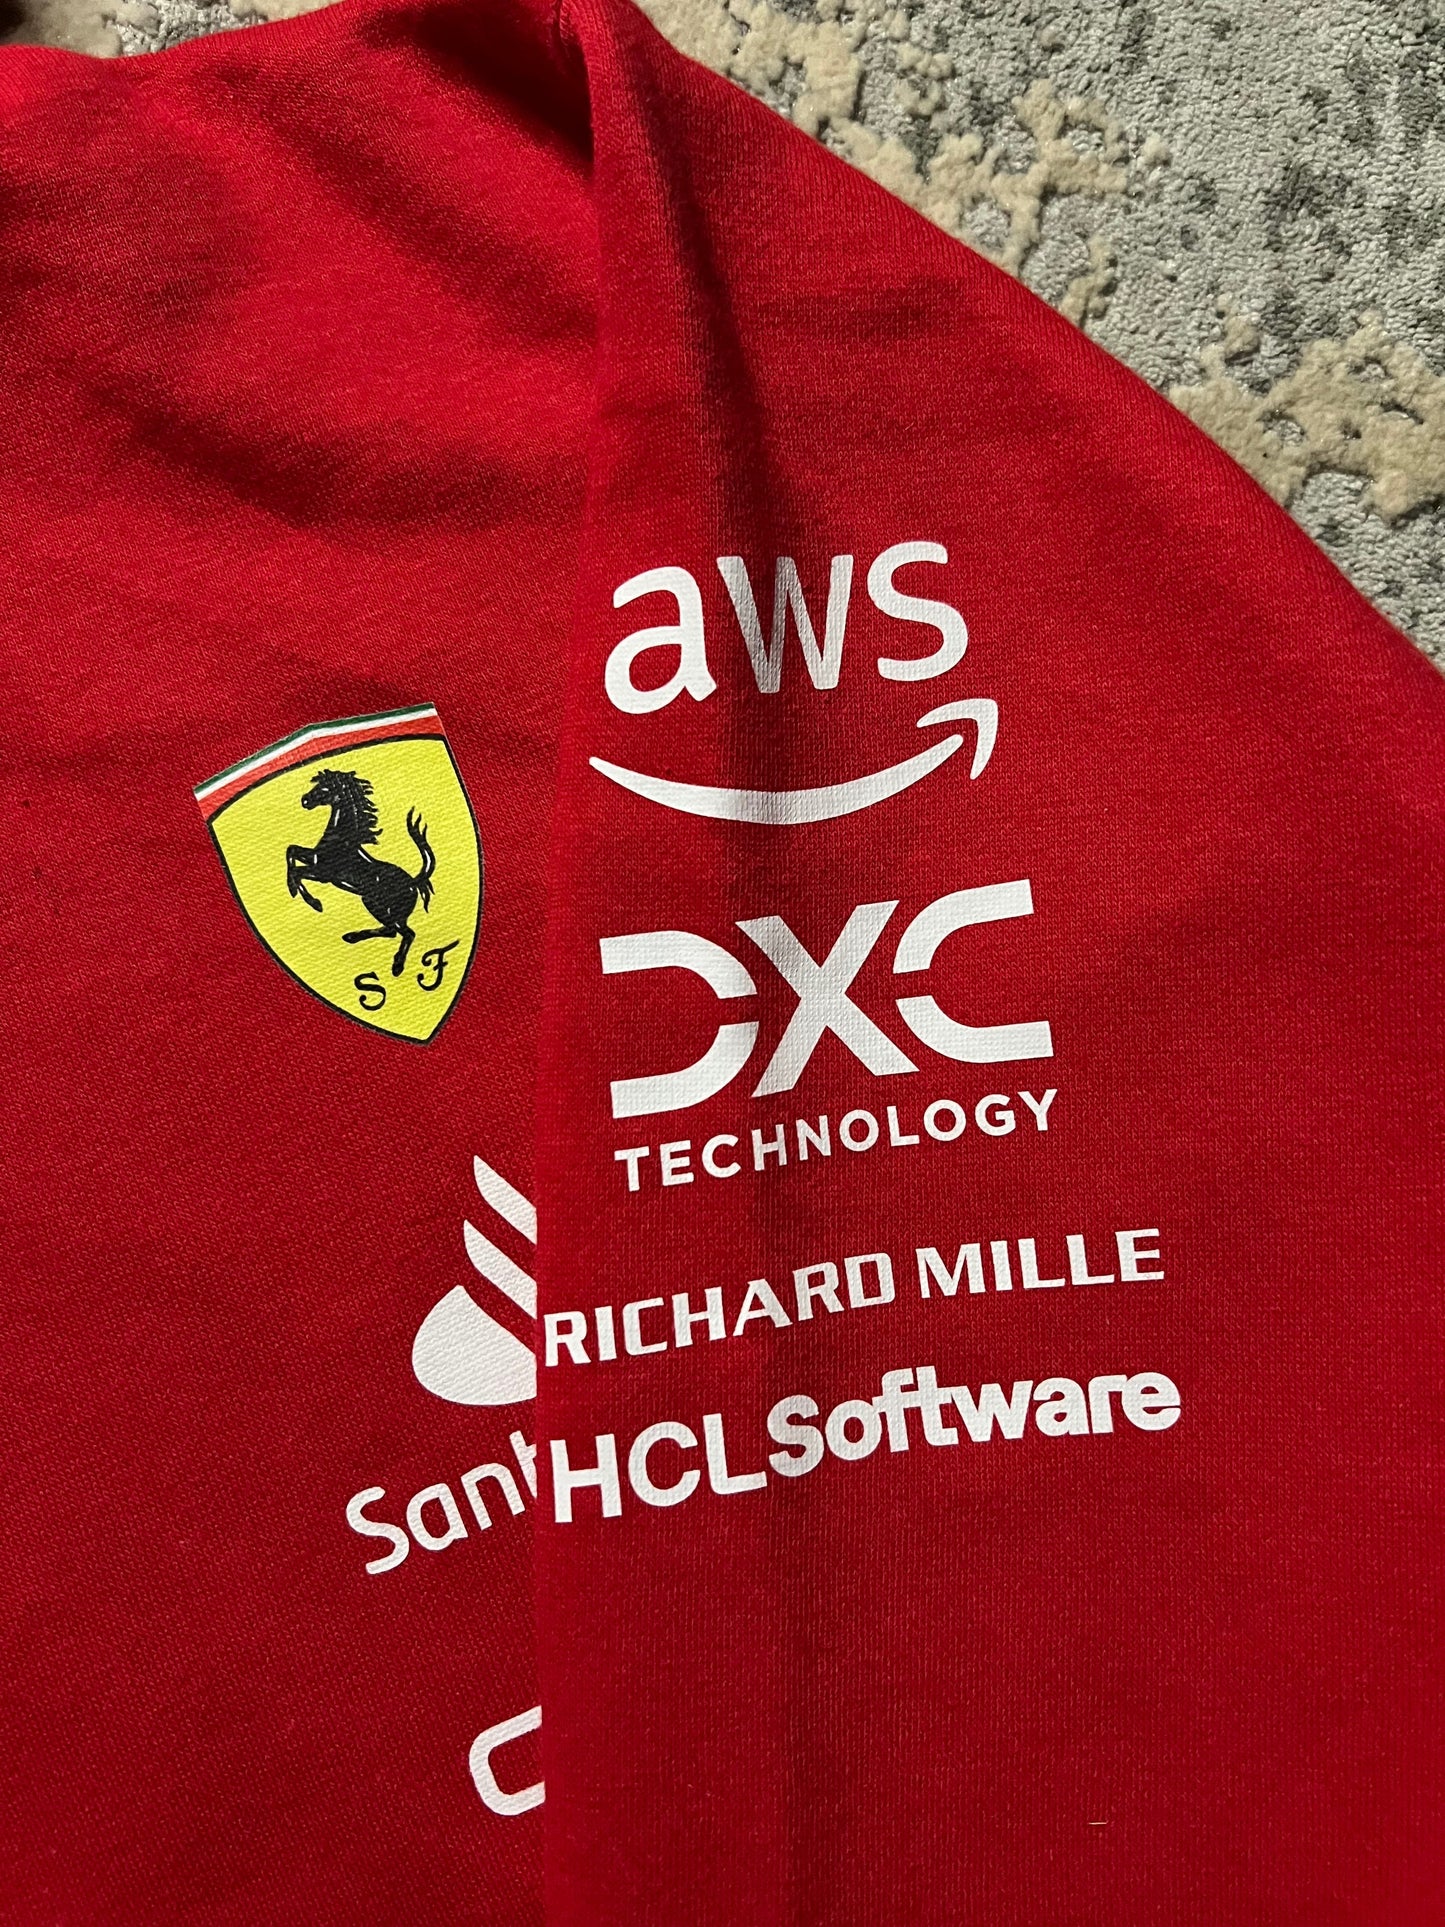 aws
S F
DXC
TECHNOLOGY
RICHARD MILLE
HCLSoftware
Sant